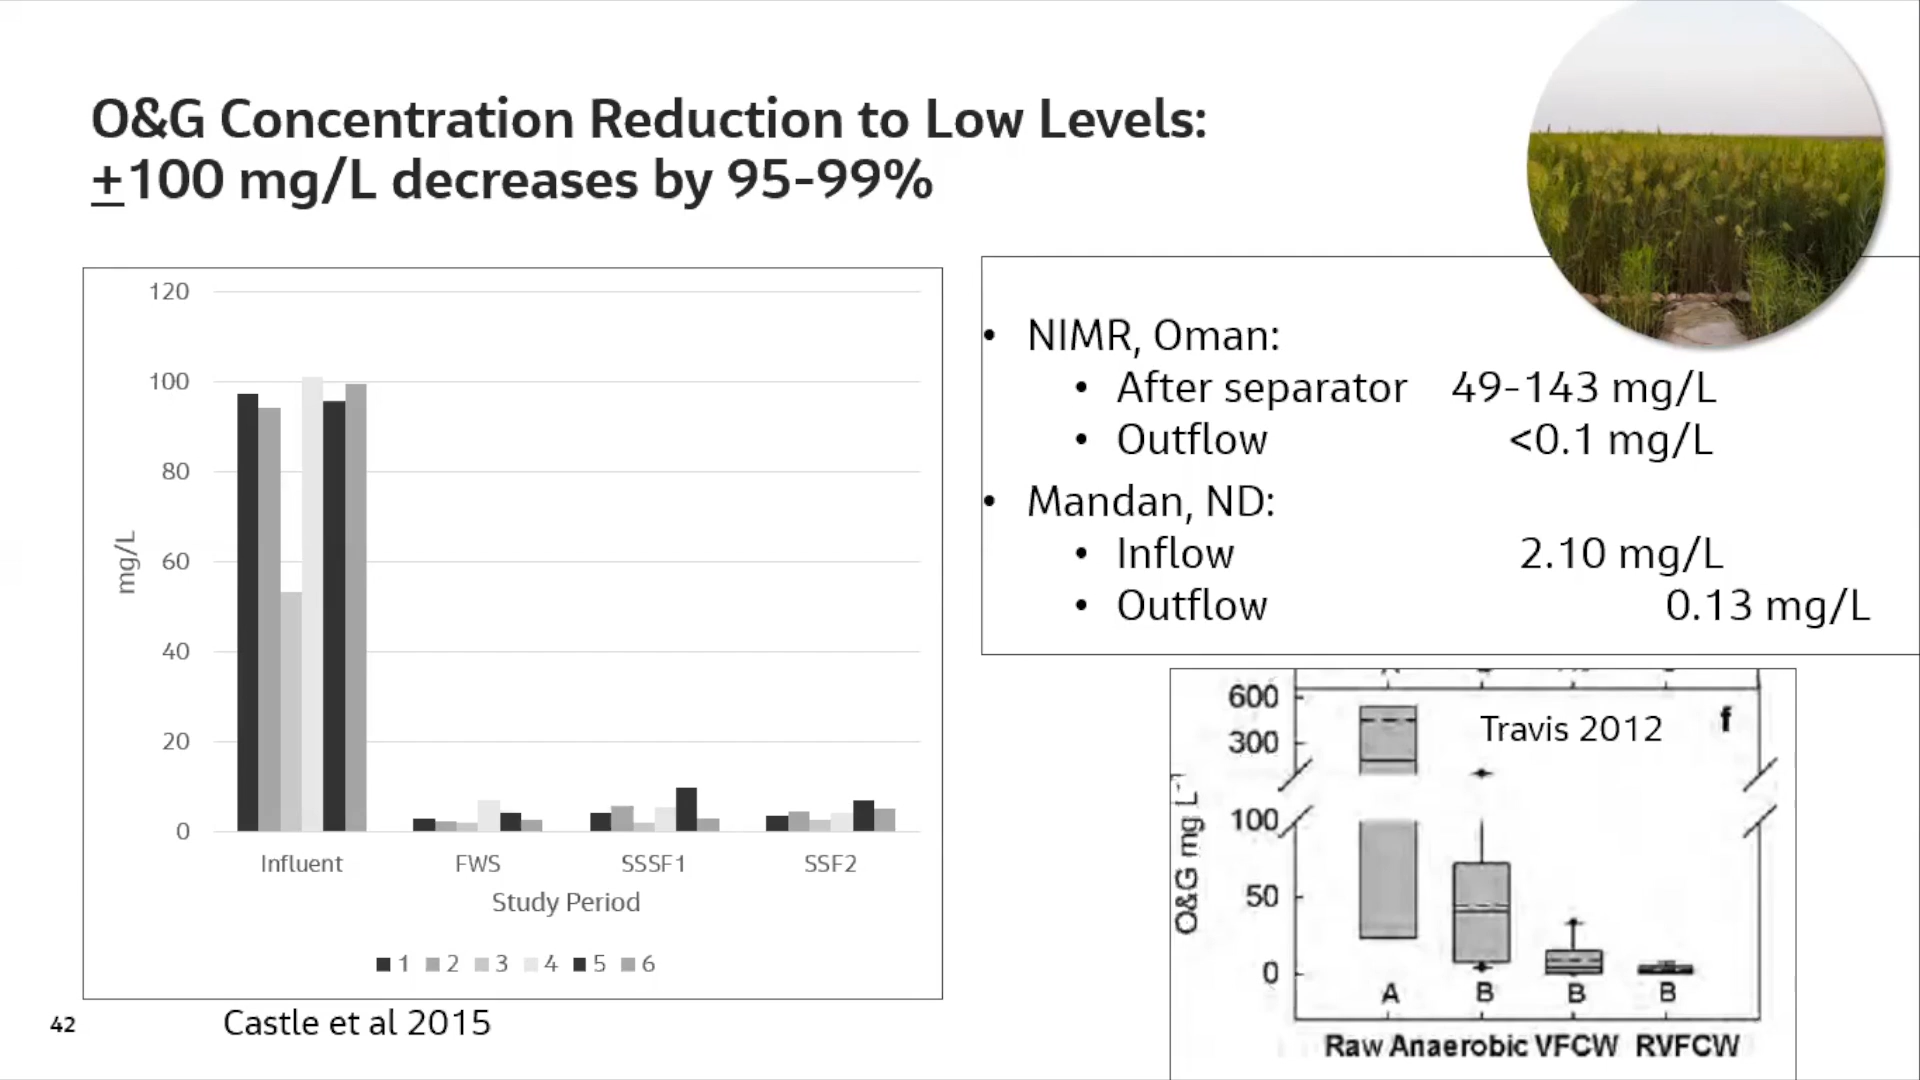 O&G Concentration Reduction to Low Levels:
±100 mg/L decreases by 95-99%
120
100
80
60
40
20
0
mg/L
Influent FWS SSSF1 SSF2
Study Period
1 2 3 4 5 6
Castle et al 2015
42
• NIMR, Oman:
• After separator 49-143 mg/L
• Outflow <0.1 mg/L
• Mandan, ND:
• Inflow 2.10 mg/L
• Outflow 0.13 mg/L
600
300
100
50
0
O&G mg L⁻¹
Travis 2012 f
A B B B
Raw Anaerobic VFCW RVFCW